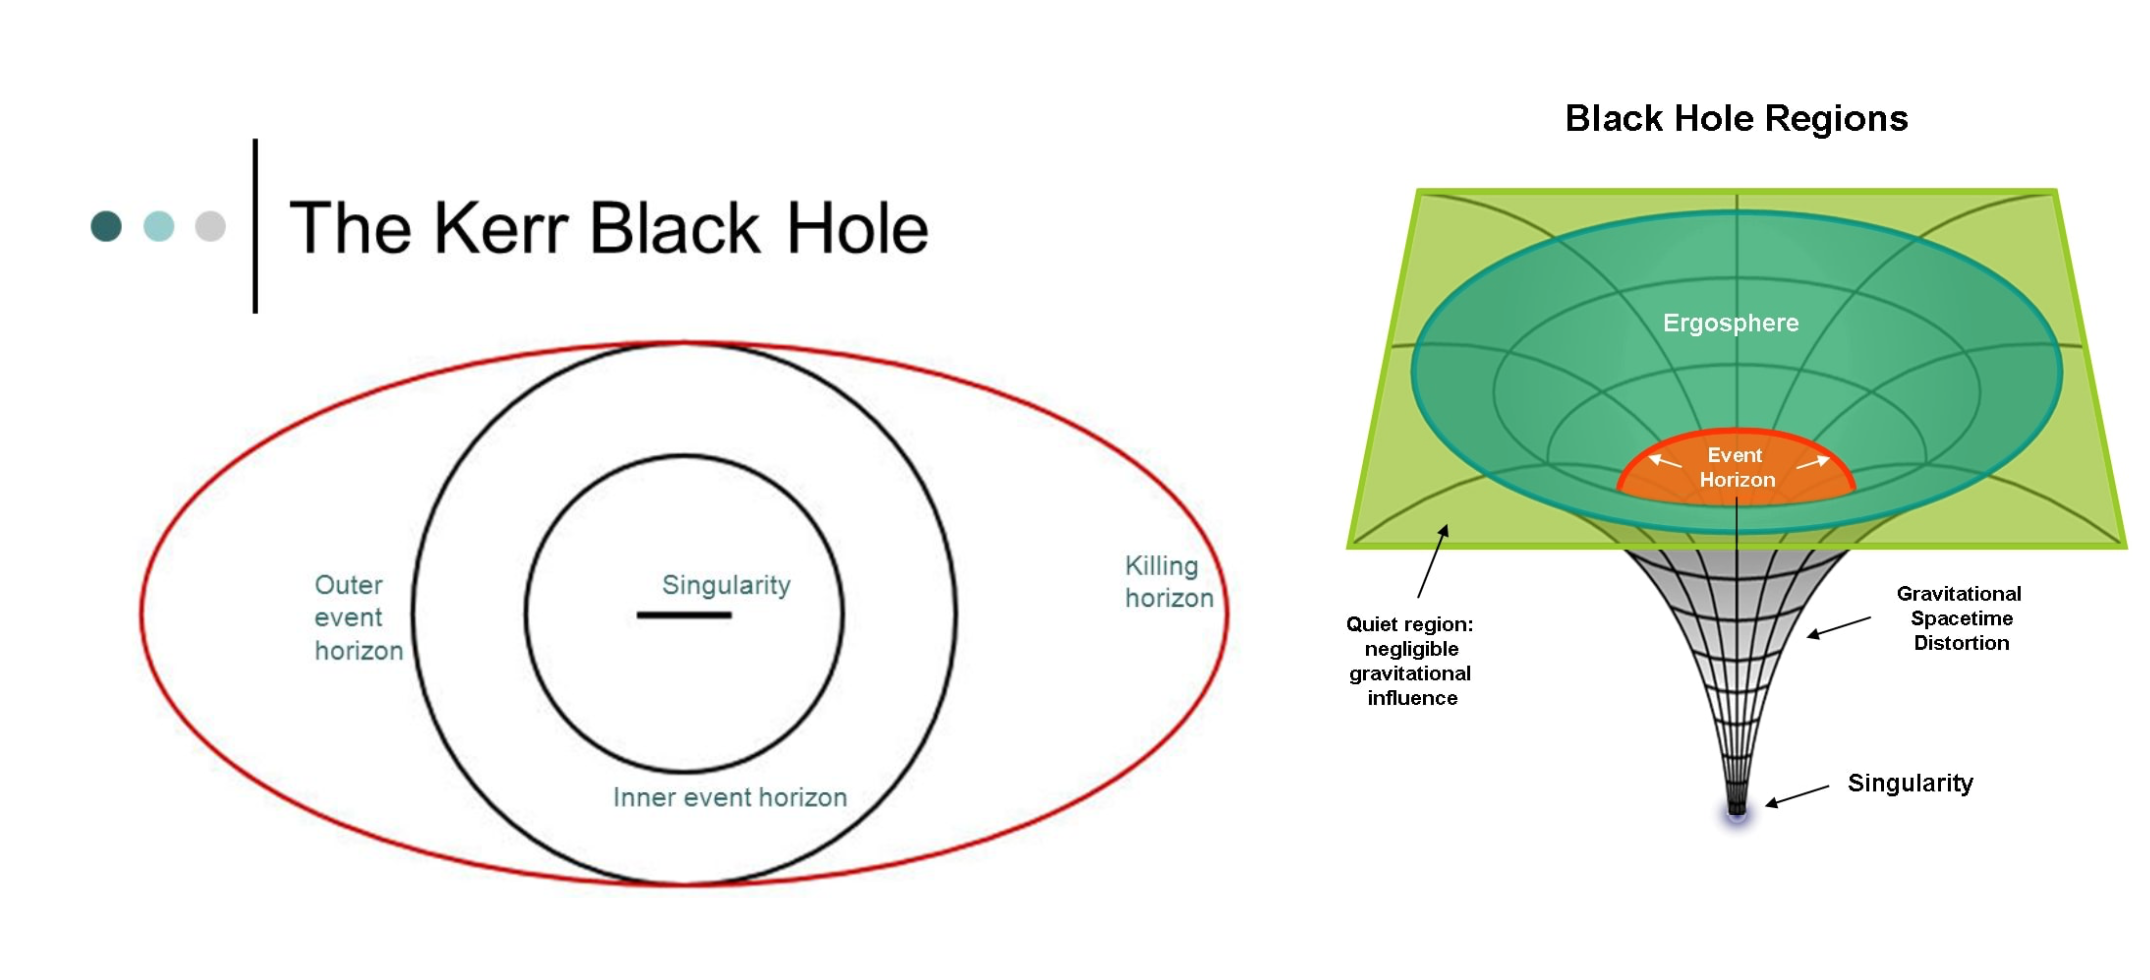 The Kerr Black Hole
Outer
event
horizon
Singularity
Killing
horizon
Inner event horizon
Black Hole Regions
Ergosphere
Event
Horizon
Quiet region:
negligible
gravitational
influence
Gravitational
Spacetime
Distortion
Singularity